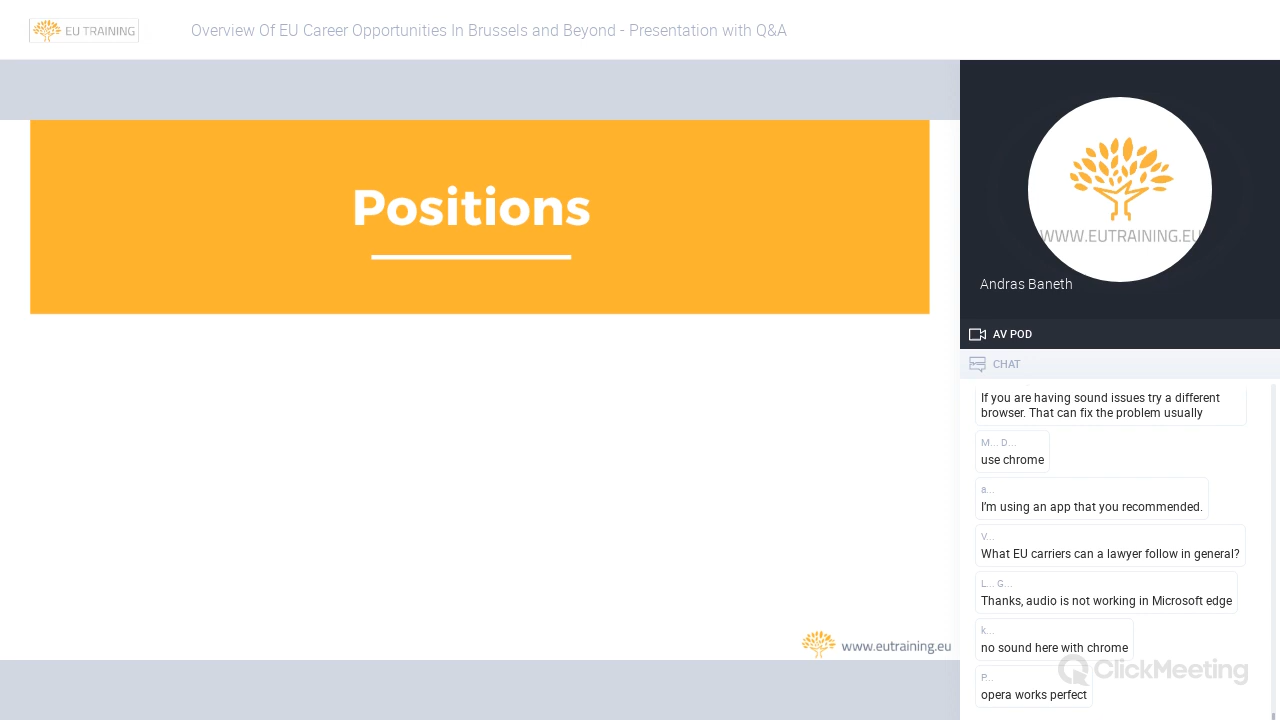 EU TRAINING
Overview Of EU Career Opportunities In Brussels and Beyond - Presentation with Q&A
Positions
www.eutraining.eu
WWW.EUTRAINING.EU
Andras Baneth
AV POD
CHAT
If you are having sound issues try a different
browser. That can fix the problem usually
M... D...
use chrome
a...
I'm using an app that you recommended.
V...
What EU carriers can a lawyer follow in general?
L... G...
Thanks, audio is not working in Microsoft edge
k...
no sound here with chrome
P...
opera works perfect
ClickMeeting